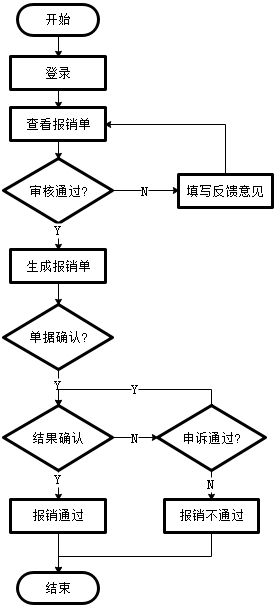 开始
登录
查看报销单
审核通过?
N
填写反馈意见
Y
生成报销单
单据确认?
Y
Y
结果确认
N
申诉通过?
Y
N
报销通过
报销不通过
结束